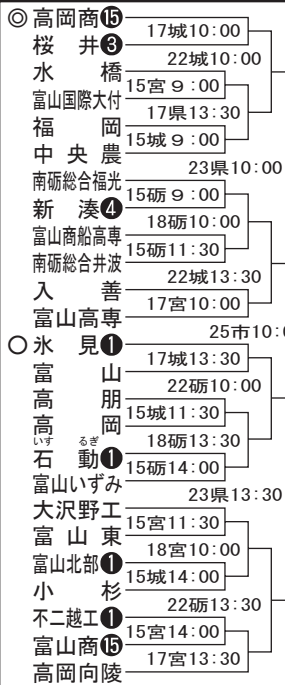 ◎高岡商⓯
17城10:00
桜井❸
22城10:00
水橋
15宮9:00
富山国際大付
17県13:30
福岡
15城9:00
中央農
23県10:00
南砺総合福光
15砺9:00
新湊❹
18砺10:00
富山商船高専
15砺11:30
南砺総合井波
22城13:30
入善
17宮10:00
富山高専
25市10:0
○氷見❶
17城13:30
富山
22砺10:00
高朋
15城11:30
高岡
18砺13:30
いするぎ
石動❶
15砺14:00
富山いずみ
23県13:30
大沢野工
15宮11:30
富山東
18宮10:00
富山北部❶
15城14:00
小杉
22砺13:30
不二越工❶
15宮14:00
富山商⓯
17宮13:30
高岡向陵